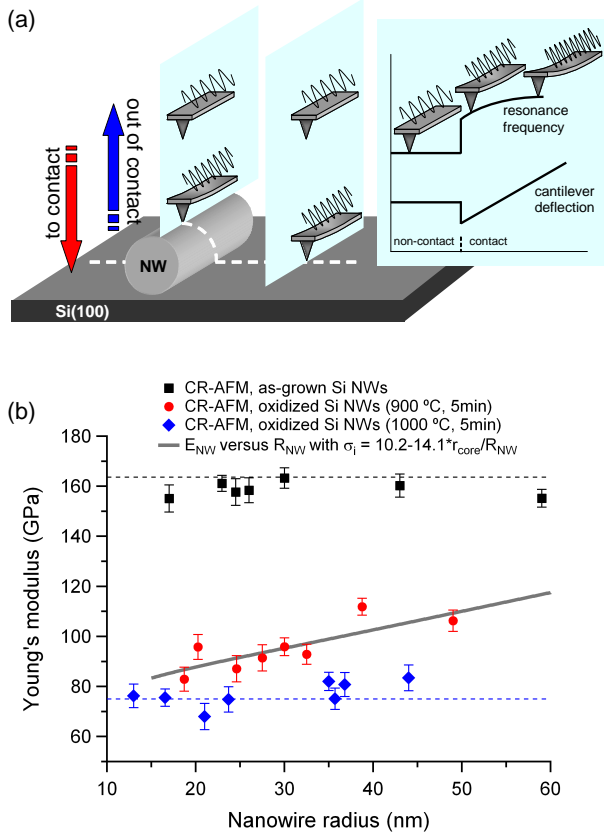 (a)
to contact
out of contact
NW
Si(100)
resonance
frequency
cantilever
deflection
non-contact
contact
(b)
CR-AFM, as-grown Si NWs
CR-AFM, oxidized Si NWs (900 ºC, 5min)
CR-AFM, oxidized Si NWs (1000 ºC, 5min)
E_NW versus R_NW with σ_i = 10.2-14.1*r_core/R_NW
Young's modulus (GPa)
180
160
140
120
100
80
60
10
20
30
40
50
60
Nanowire radius (nm)